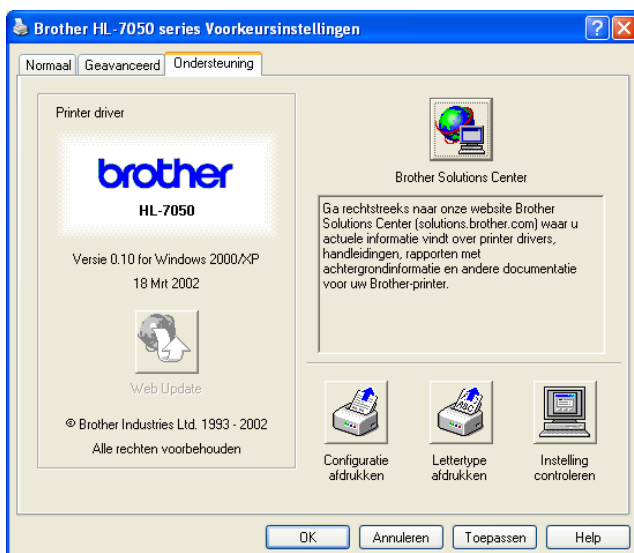 Brother HL-7050 series Voorkeursinstellingen
Normaal
Geavanceerd
Ondersteuning
Printer driver
brother
HL-7050
Versie 0.10 for Windows 2000/XP
18 Mrt 2002
Web Update
© Brother Industries Ltd. 1993 - 2002
Alle rechten voorbehouden
Brother Solutions Center
Ga rechtstreeks naar onze website Brother
Solutions Center (solutions.brother.com) waar u
actuele informatie vindt over printer drivers,
handleidingen, rapporten met
achtergrondinformatie en andere documentatie
voor uw Brother-printer.
Configuratie
afdrukken
ABC
Lettertype
afdrukken
Instelling
controleren
OK
Annuleren
Toepassen
Help